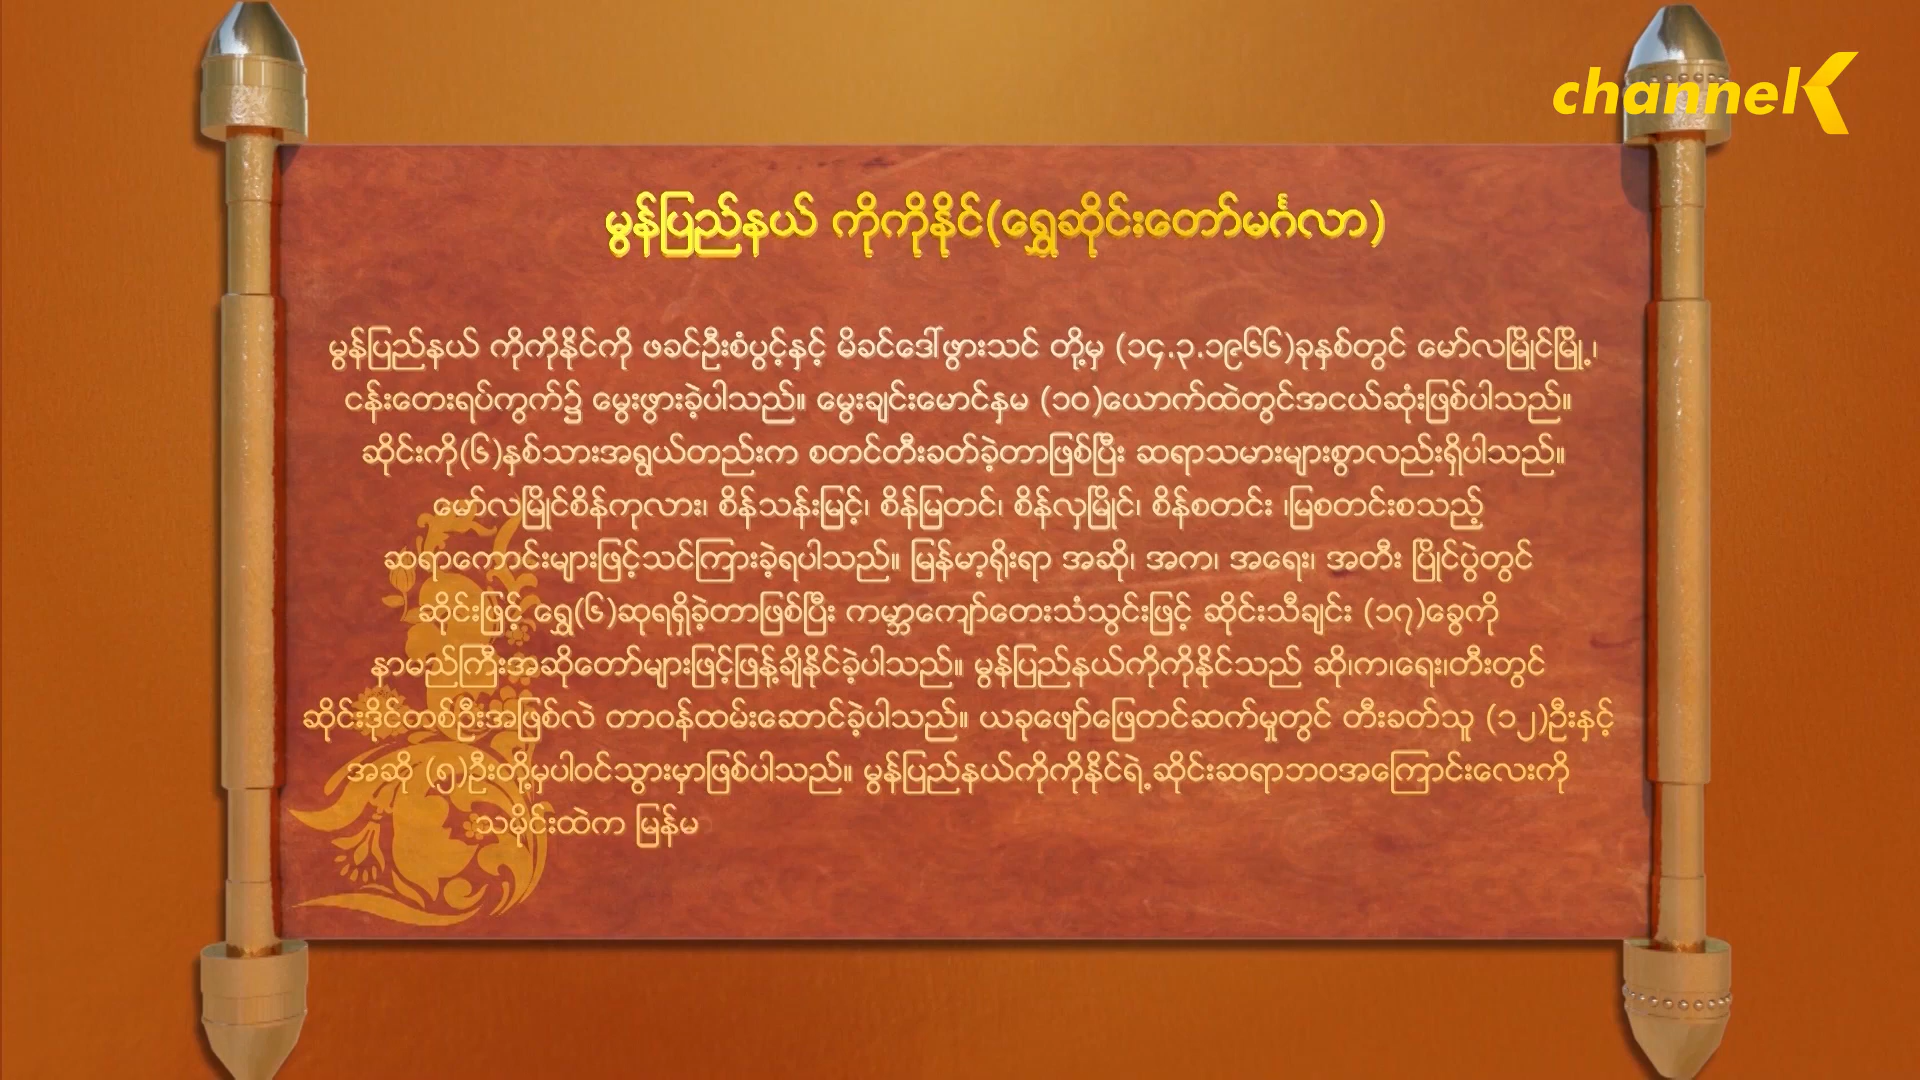 channel K
မွန်ပြည်နယ် ကိုကိုနိုင်(ရွှေဆိုင်းတော်မင်္ဂလာ)
မွန်ပြည်နယ် ကိုကိုနိုင်ကို ဖခင်ဦးစံပွင့်နှင့် မိခင်ဒေါ်ဖွားသင် တို့မှ (၁၄.၃.၁၉၆၆)ခုနှစ်တွင် မော်လမြိုင်မြို့၊
ငန်းတေးရပ်ကွက်၌ မွေးဖွားခဲ့ပါသည်။ မွေးချင်းမောင်နှမ (၁၀)ယောက်ထဲတွင်အငယ်ဆုံးဖြစ်ပါသည်။
ဆိုင်းကို(၆)နှစ်သားအရွယ်တည်းက စတင်တီးခတ်ခဲ့တာဖြစ်ပြီး ဆရာသမားများစွာလည်းရှိပါသည်။
မော်လမြိုင်စိန်ကုလား၊ စိန်သန်းမြင့်၊ စိန်မြတင်၊ စိန်လှမြိုင်၊ စိန်စတင်း ၊မြစတင်းစသည့်
ဆရာကောင်းများဖြင့်သင်ကြားခဲ့ရပါသည်။ မြန်မာ့ရိုးရာ အဆို၊ အက၊ အရေး၊ အတီး ပြိုင်ပွဲတွင်
ဆိုင်းဖြင့် ရွှေ(၆)ဆုရရှိခဲ့တာဖြစ်ပြီး ကမ္ဘာကျော်တေးသံသွင်းဖြင့် ဆိုင်းသီချင်း (၁၇)ခွေကို
နာမည်ကြီးအဆိုတော်များဖြင့်ဖြန့်ချိနိုင်ခဲ့ပါသည်။ မွန်ပြည်နယ်ကိုကိုနိုင်သည် ဆို၊က၊ရေး၊တီးတွင်
ဆိုင်းဒိုင်တစ်ဦးအဖြစ်လဲ တာဝန်ထမ်းဆောင်ခဲ့ပါသည်။ ယခုဖျော်ဖြေတင်ဆက်မှုတွင် တီးခတ်သူ (၁၂)ဦးနှင့်
အဆို (၅)ဦးတို့မှပါဝင်သွားမှာဖြစ်ပါသည်။ မွန်ပြည်နယ်ကိုကိုနိုင်ရဲ့ ဆိုင်းဆရာဘဝအကြောင်းလေးကို
သမိုင်းထဲက မြန်မ